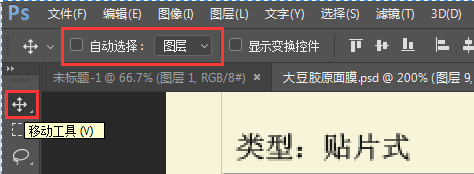 Ps 文件(F) 编辑(E) 图像(I) 图层(L) 文字(Y) 选择(S) 滤镜(T) 3D(D)
自动选择： 图层 显示变换控件
未标题-1 @ 66.7% (图层 1, RGB/8#) × 大豆胶原面膜.psd @ 200% (图层 9,
移动工具 (V)
类型：贴片式